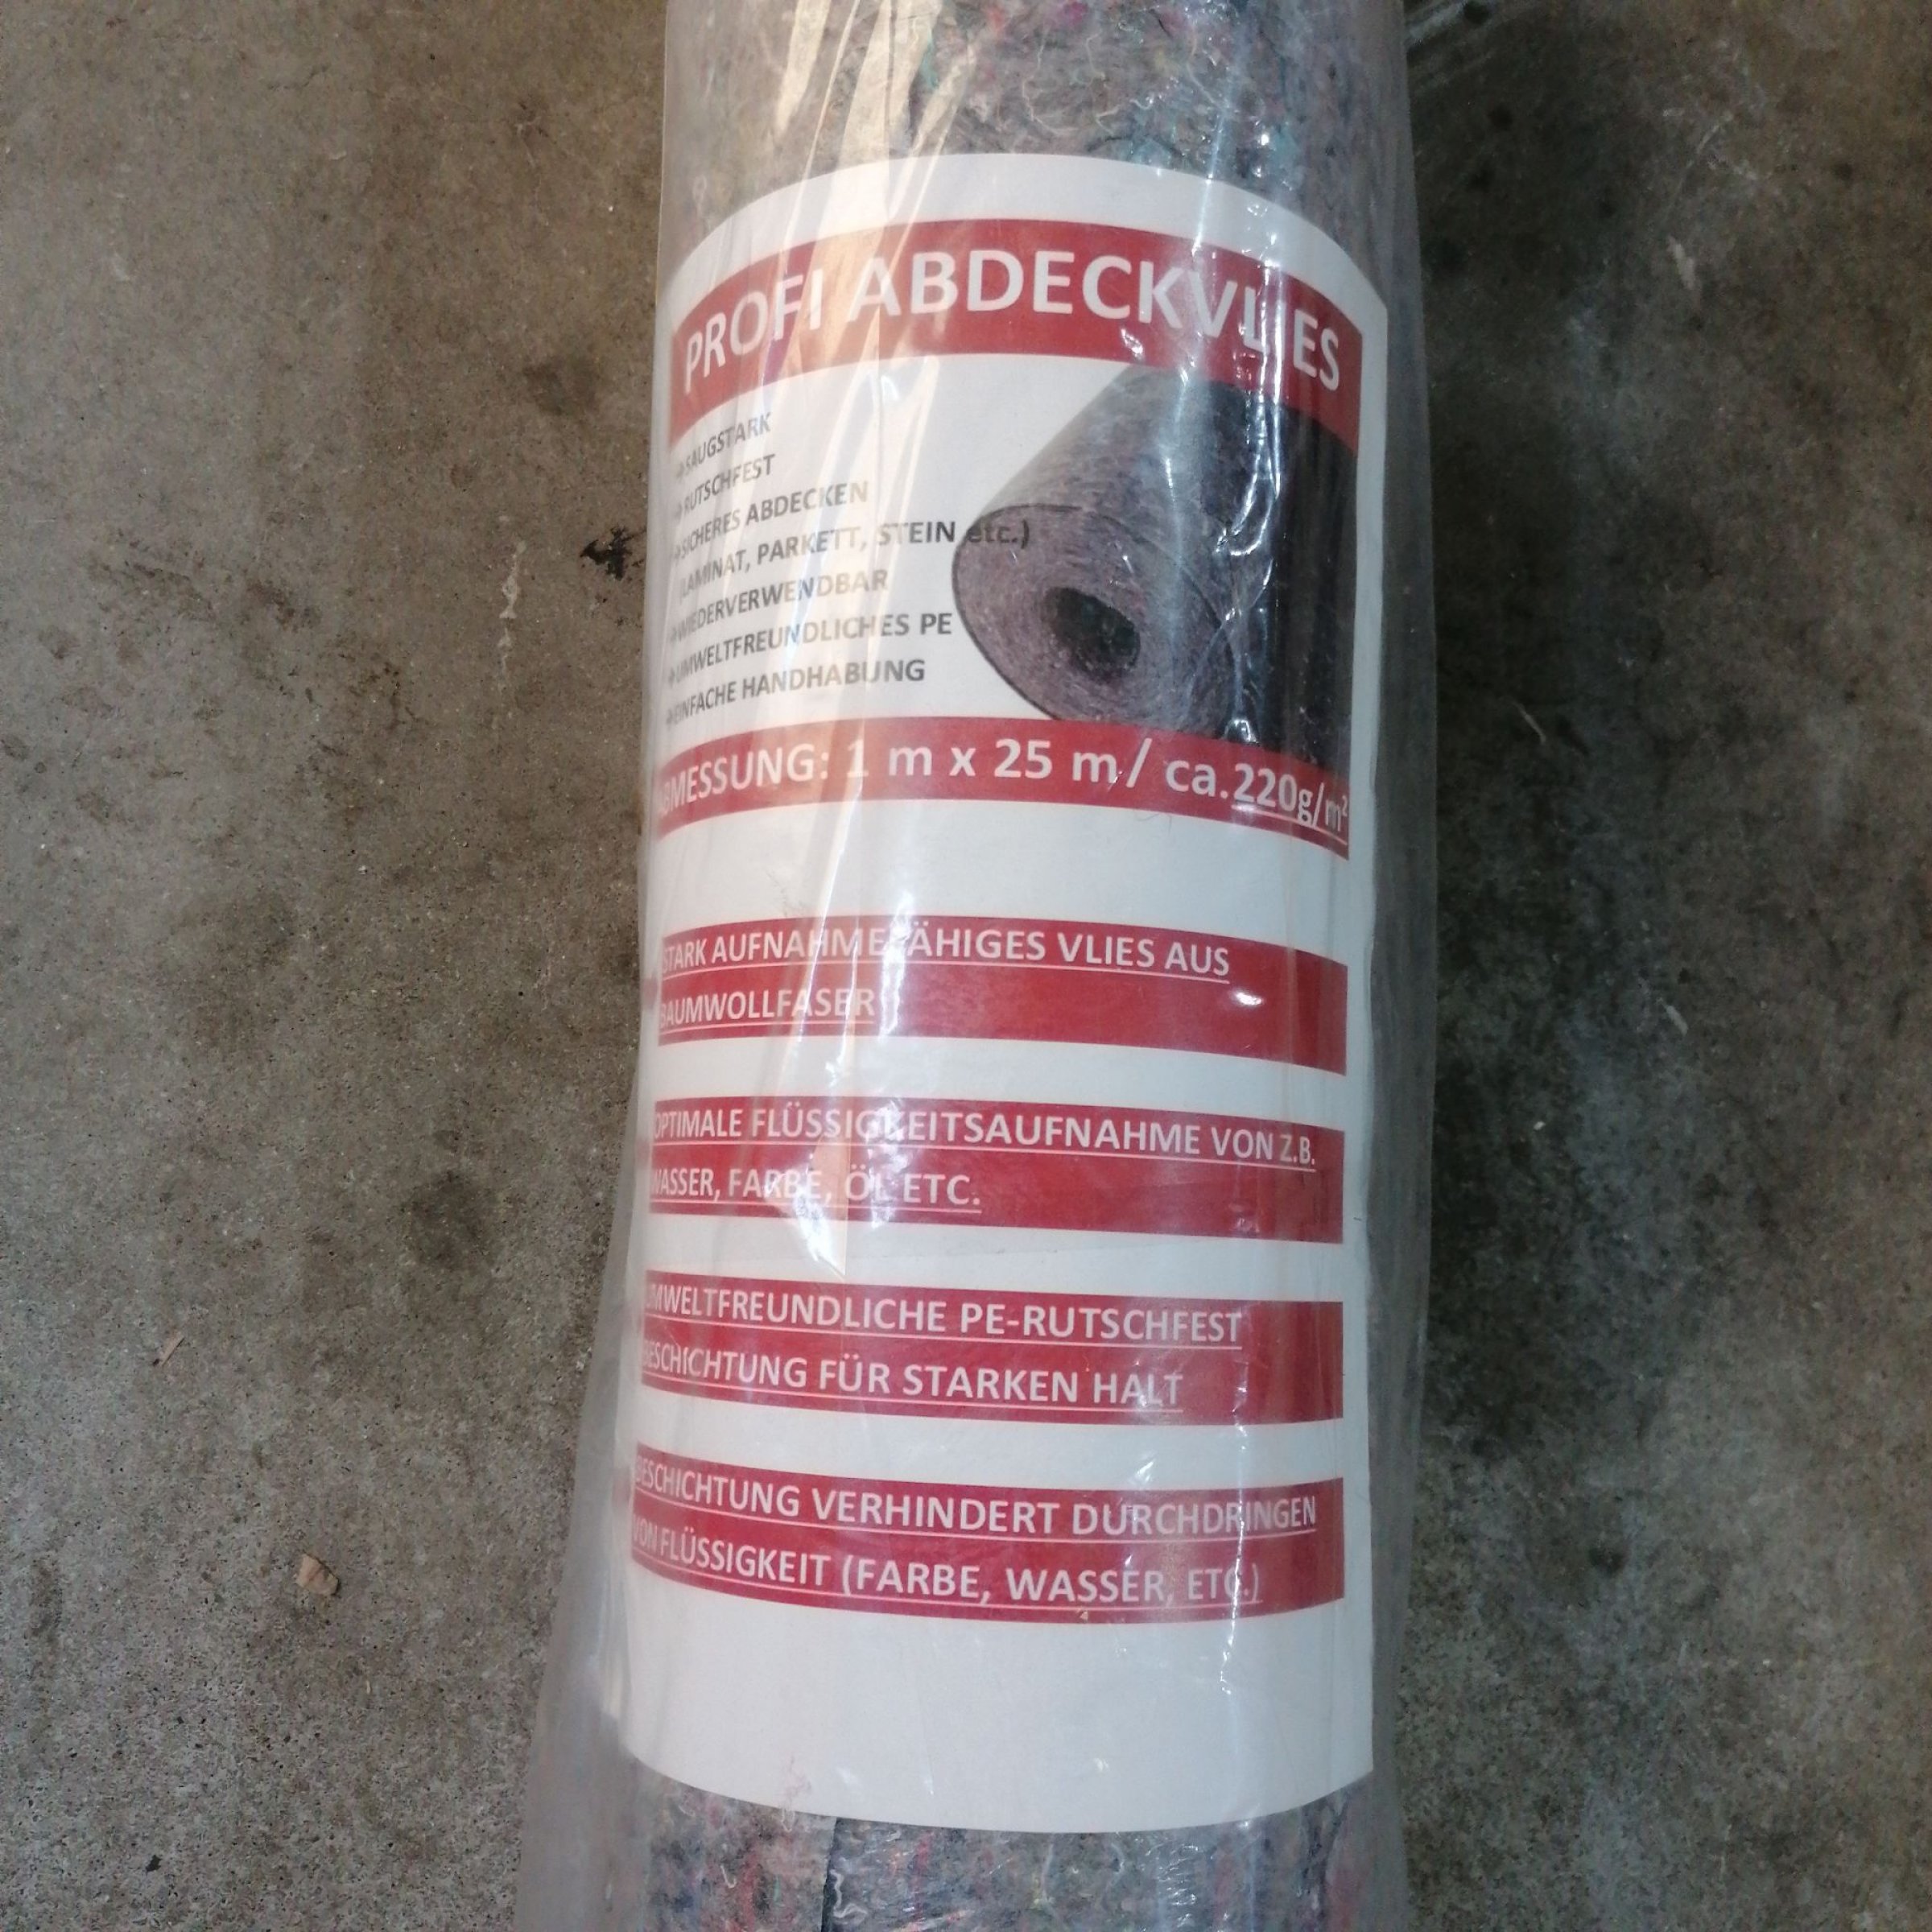 PROFI ABDECKVLIES
SAUGSTARK
RUTSCHFEST
SICHERES ABDECKEN
(LAMINAT, PARKETT, STEIN etc.)
WIEDERVERWENDBAR
UMWELTFREUNDLICHES PE
EINFACHE HANDHABUNG
ABMESSUNG: 1 m x 25 m/ ca.220g/m²
STARK AUFNAHMEFÄHIGES VLIES AUS
BAUMWOLLFASER
OPTIMALE FLÜSSIGKEITSAUFNAHME VON Z.B.
WASSER, FARBE, ÖL ETC.
UMWELTFREUNDLICHE PE-RUTSCHFEST
BESCHICHTUNG FÜR STARKEN HALT
BESCHICHTUNG VERHINDERT DURCHDRINGEN
VON FLÜSSIGKEIT (FARBE, WASSER, ETC.)